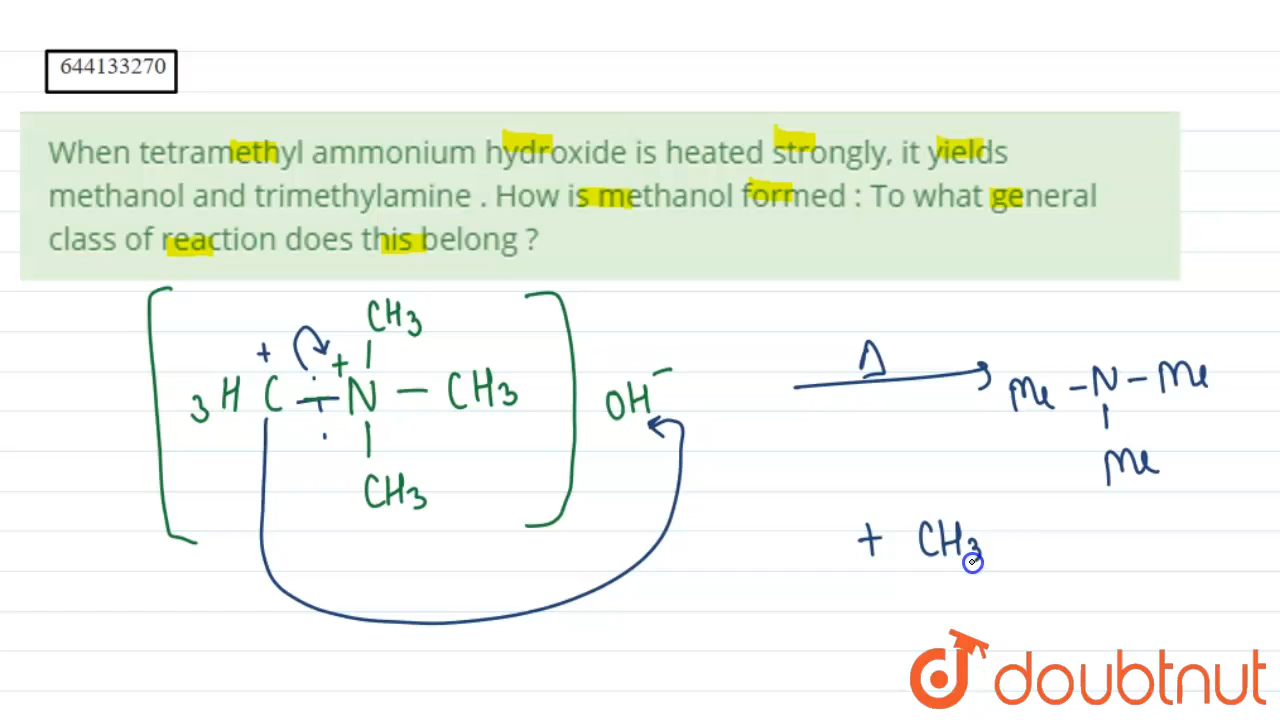 644133270
When tetramethyl ammonium hydroxide is heated strongly, it yields
methanol and trimethylamine . How is methanol formed : To what general
class of reaction does this belong ?
CH3
+ +
3H C — N — CH3 OH⁻ Δ Me - N - Me
CH3 Me
+ CH3
doubtnut